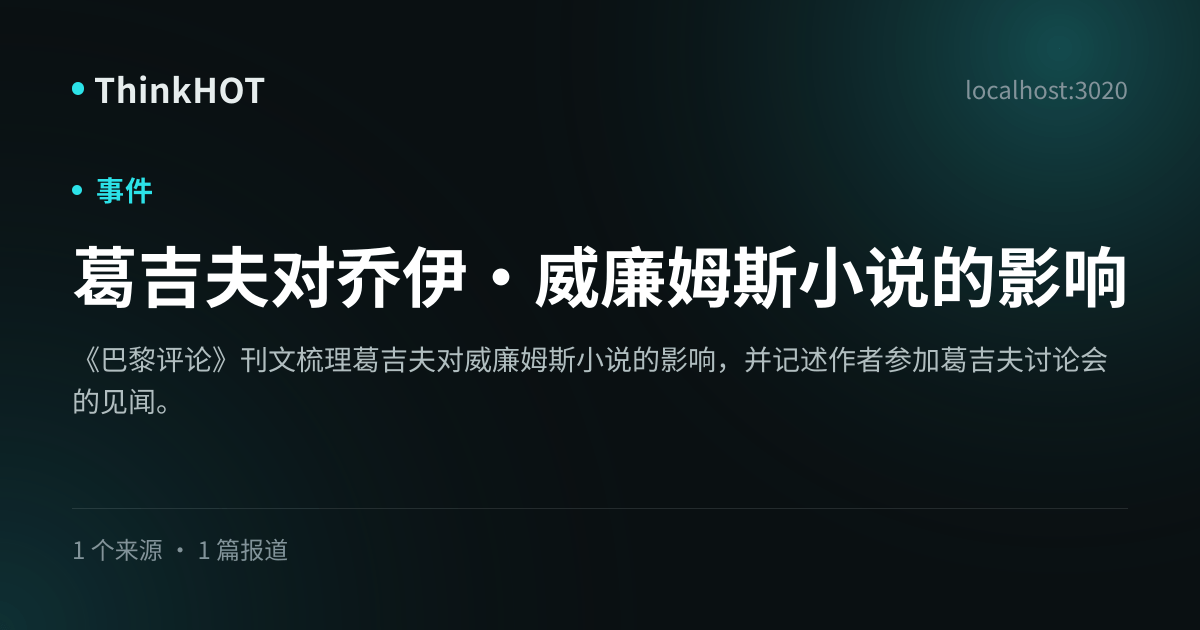 ThinkHOT
localhost:3020
事件
葛吉夫对乔伊·威廉姆斯小说的影响
《巴黎评论》刊文梳理葛吉夫对威廉姆斯小说的影响，并记述作者参加葛吉夫讨论会
的见闻。
1 个来源 · 1 篇报道